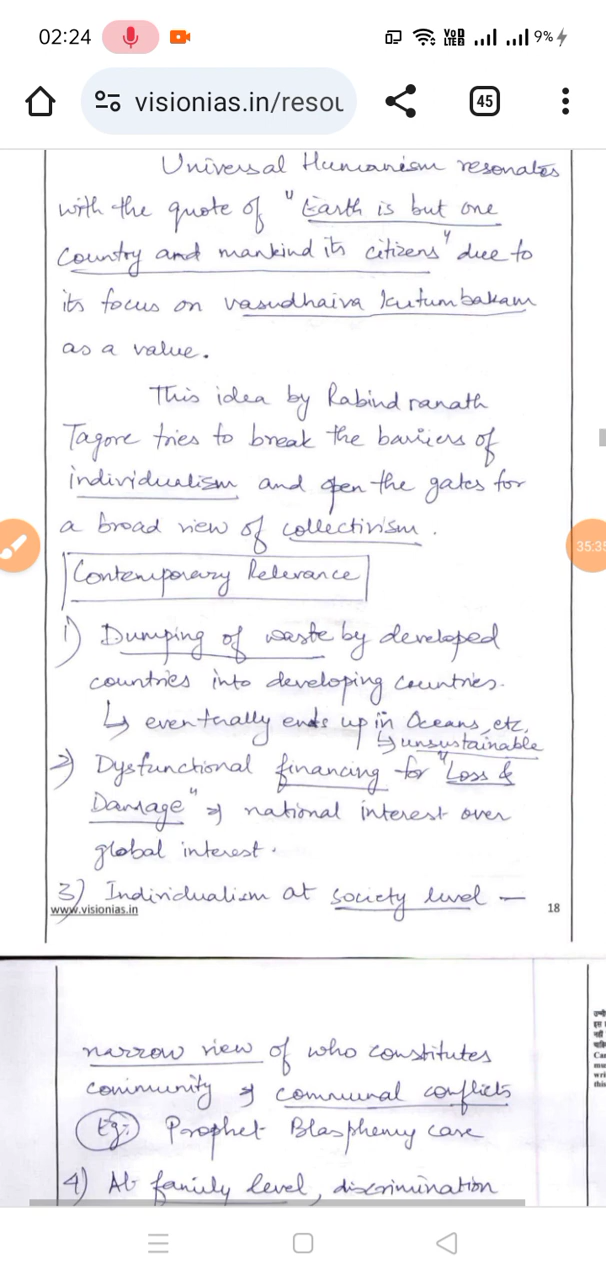 02:24
VoD LTE2 9%
visionias.in/resou
45
Universal Humanism resonates
with the quote of "Earth is but one
Country and mankind its citizens" due to
its focus on vasudhaiva kutumbakam
as a value.
This idea by Rabindranath
Tagore tries to break the barriers of
individualism and open the gates for
a broad view of collectivism.
Contemporary Relevance
1) Dumping of waste by developed
countries into developing countries.
↳ eventually ends up in Oceans, etc.
↳ unsustainable
2) Dysfunctional financing for "Loss &
Damage" ⇒ national interest over
global interest.
3) Individualism at society level —
www.visionias.in
18
narrow view of who constitutes
community ⇒ communal conflicts
Eg:- Prophet Blasphemy case
4) At family level, discrimination
35:35